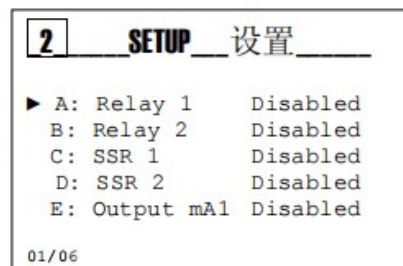 2 SETUP 设置
► A: Relay 1 Disabled
B: Relay 2 Disabled
C: SSR 1 Disabled
D: SSR 2 Disabled
E: Output mA1 Disabled
01/06